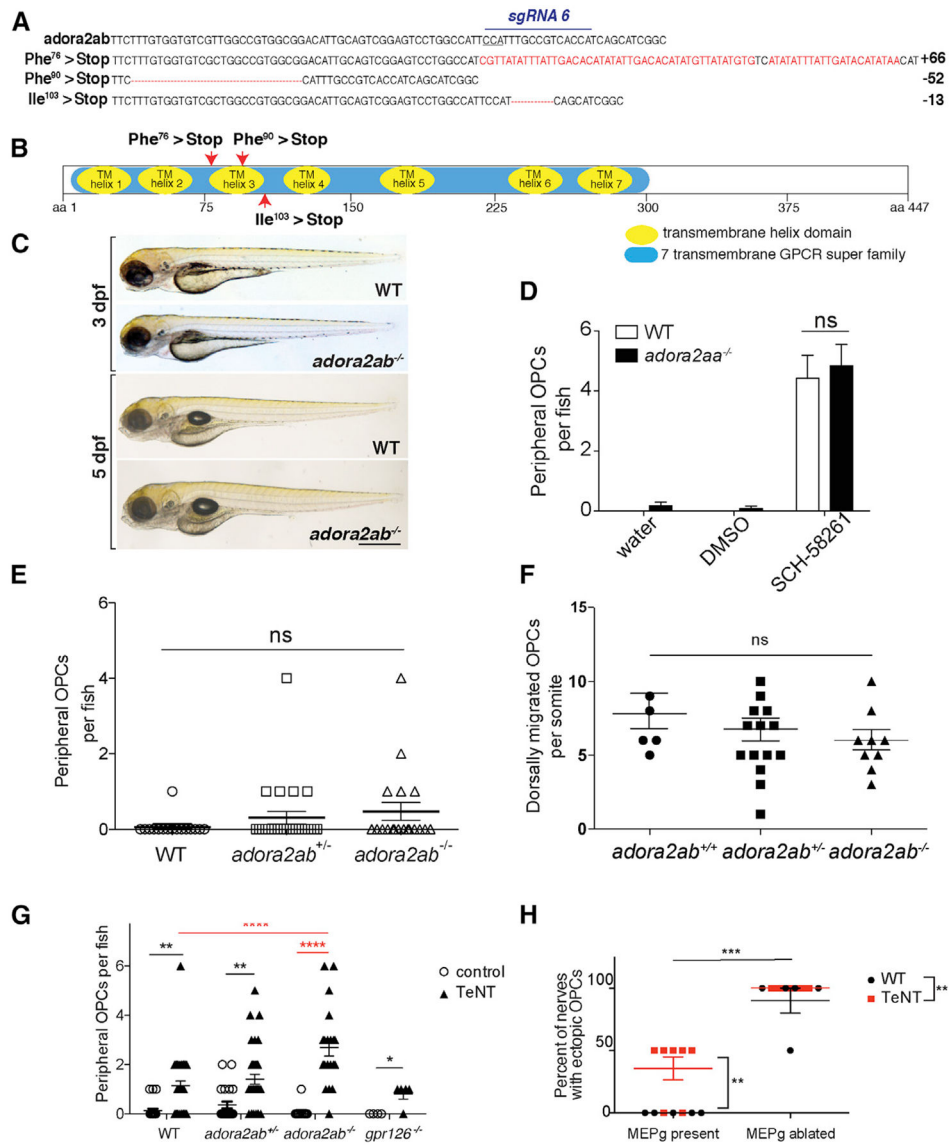 A
sgRNA 6
adora2ab TTCTTTGTGGTGTCGTTGGCCGTGGCGGACATTGCAGTCGGAGTCCTGGCCATTCCATTTGCCGTCACCATCAGCATCGGC
Phe76 > Stop TTCTTTGTGGTGTCGCTGGCCGTGGCGGACATTGCAGTCGGAGTCCTGGCCATCGTTATATTTATTGACACATATATTGACACATATGTTATATGTGTCATATATTTATTGATACATATAACAT +66
Phe90 > Stop TTC-----------------------------CATTTGCCGTCACCATCAGCATCGGC -52
Ile103 > Stop TTCTTTGTGGTGTCGCTGGCCGTGGCGGACATTGCAGTCGGAGTCCTGGCCATTCCAT----------CAGCATCGGC -13
B
Phe76 > Stop Phe90 > Stop
TM helix 1 TM helix 2 TM helix 3 TM helix 4 TM helix 5 TM helix 6 TM helix 7
aa 1 75 150 225 300 375 aa 447
Ile103 > Stop
transmembrane helix domain
7 transmembrane GPCR super family
C
3 dpf
WT
adora2ab-/-
5 dpf
WT
adora2ab-/-
D
Peripheral OPCs
per fish
6
4
2
0
WT
adora2aa-/-
ns
water DMSO SCH-58261
E
Peripheral OPCs
per fish
6
4
2
0
ns
WT adora2ab+/- adora2ab-/-
F
Dorsally migrated OPCs
per somite
15
10
5
0
ns
adora2ab+/+ adora2ab+/- adora2ab-/-
G
Peripheral OPCs per fish
6
4
2
0
****
** ** **** *
control
TeNT
WT adora2ab+/- adora2ab-/- gpr126-/-
H
Percent of nerves
with ectopic OPCs
100
50
0
***
**
WT
TeNT
**
MEPg present MEPg ablated